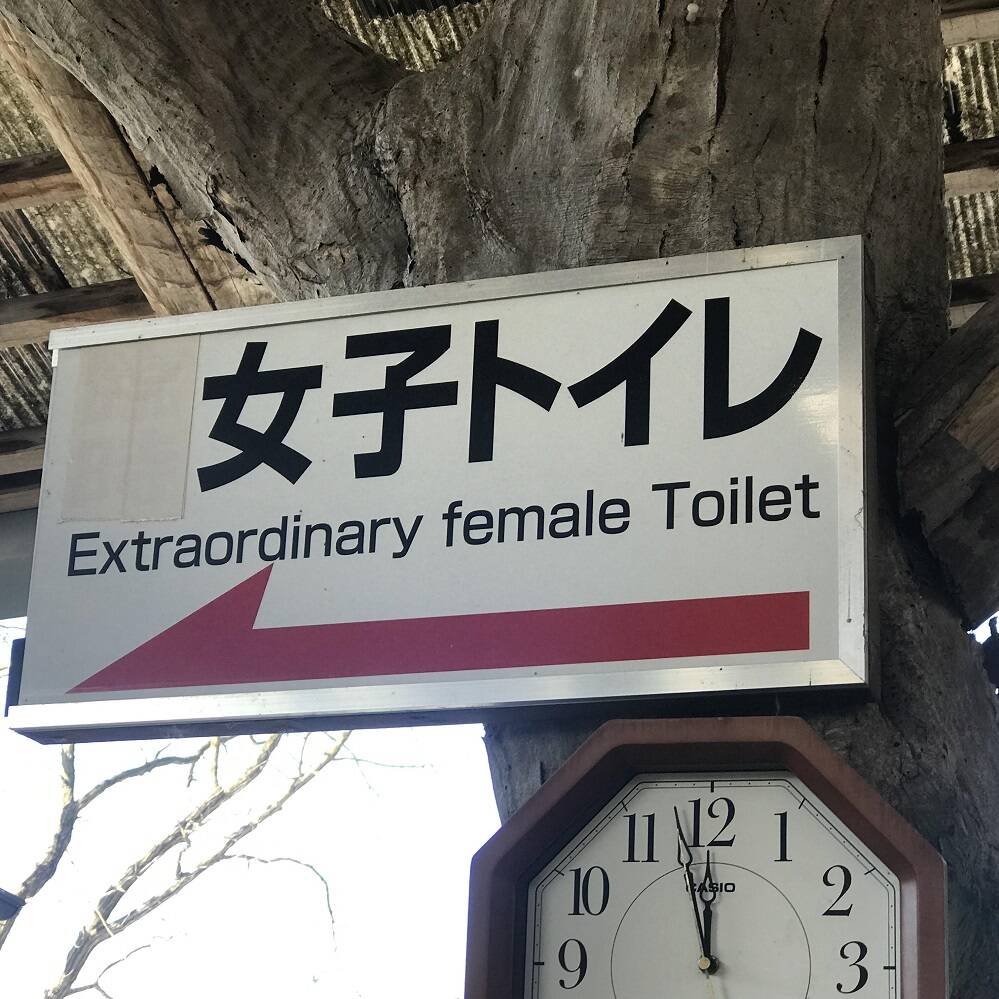 女子トイレ
Extraordinary female Toilet
11 12 1
10 2
CASIO
9 3